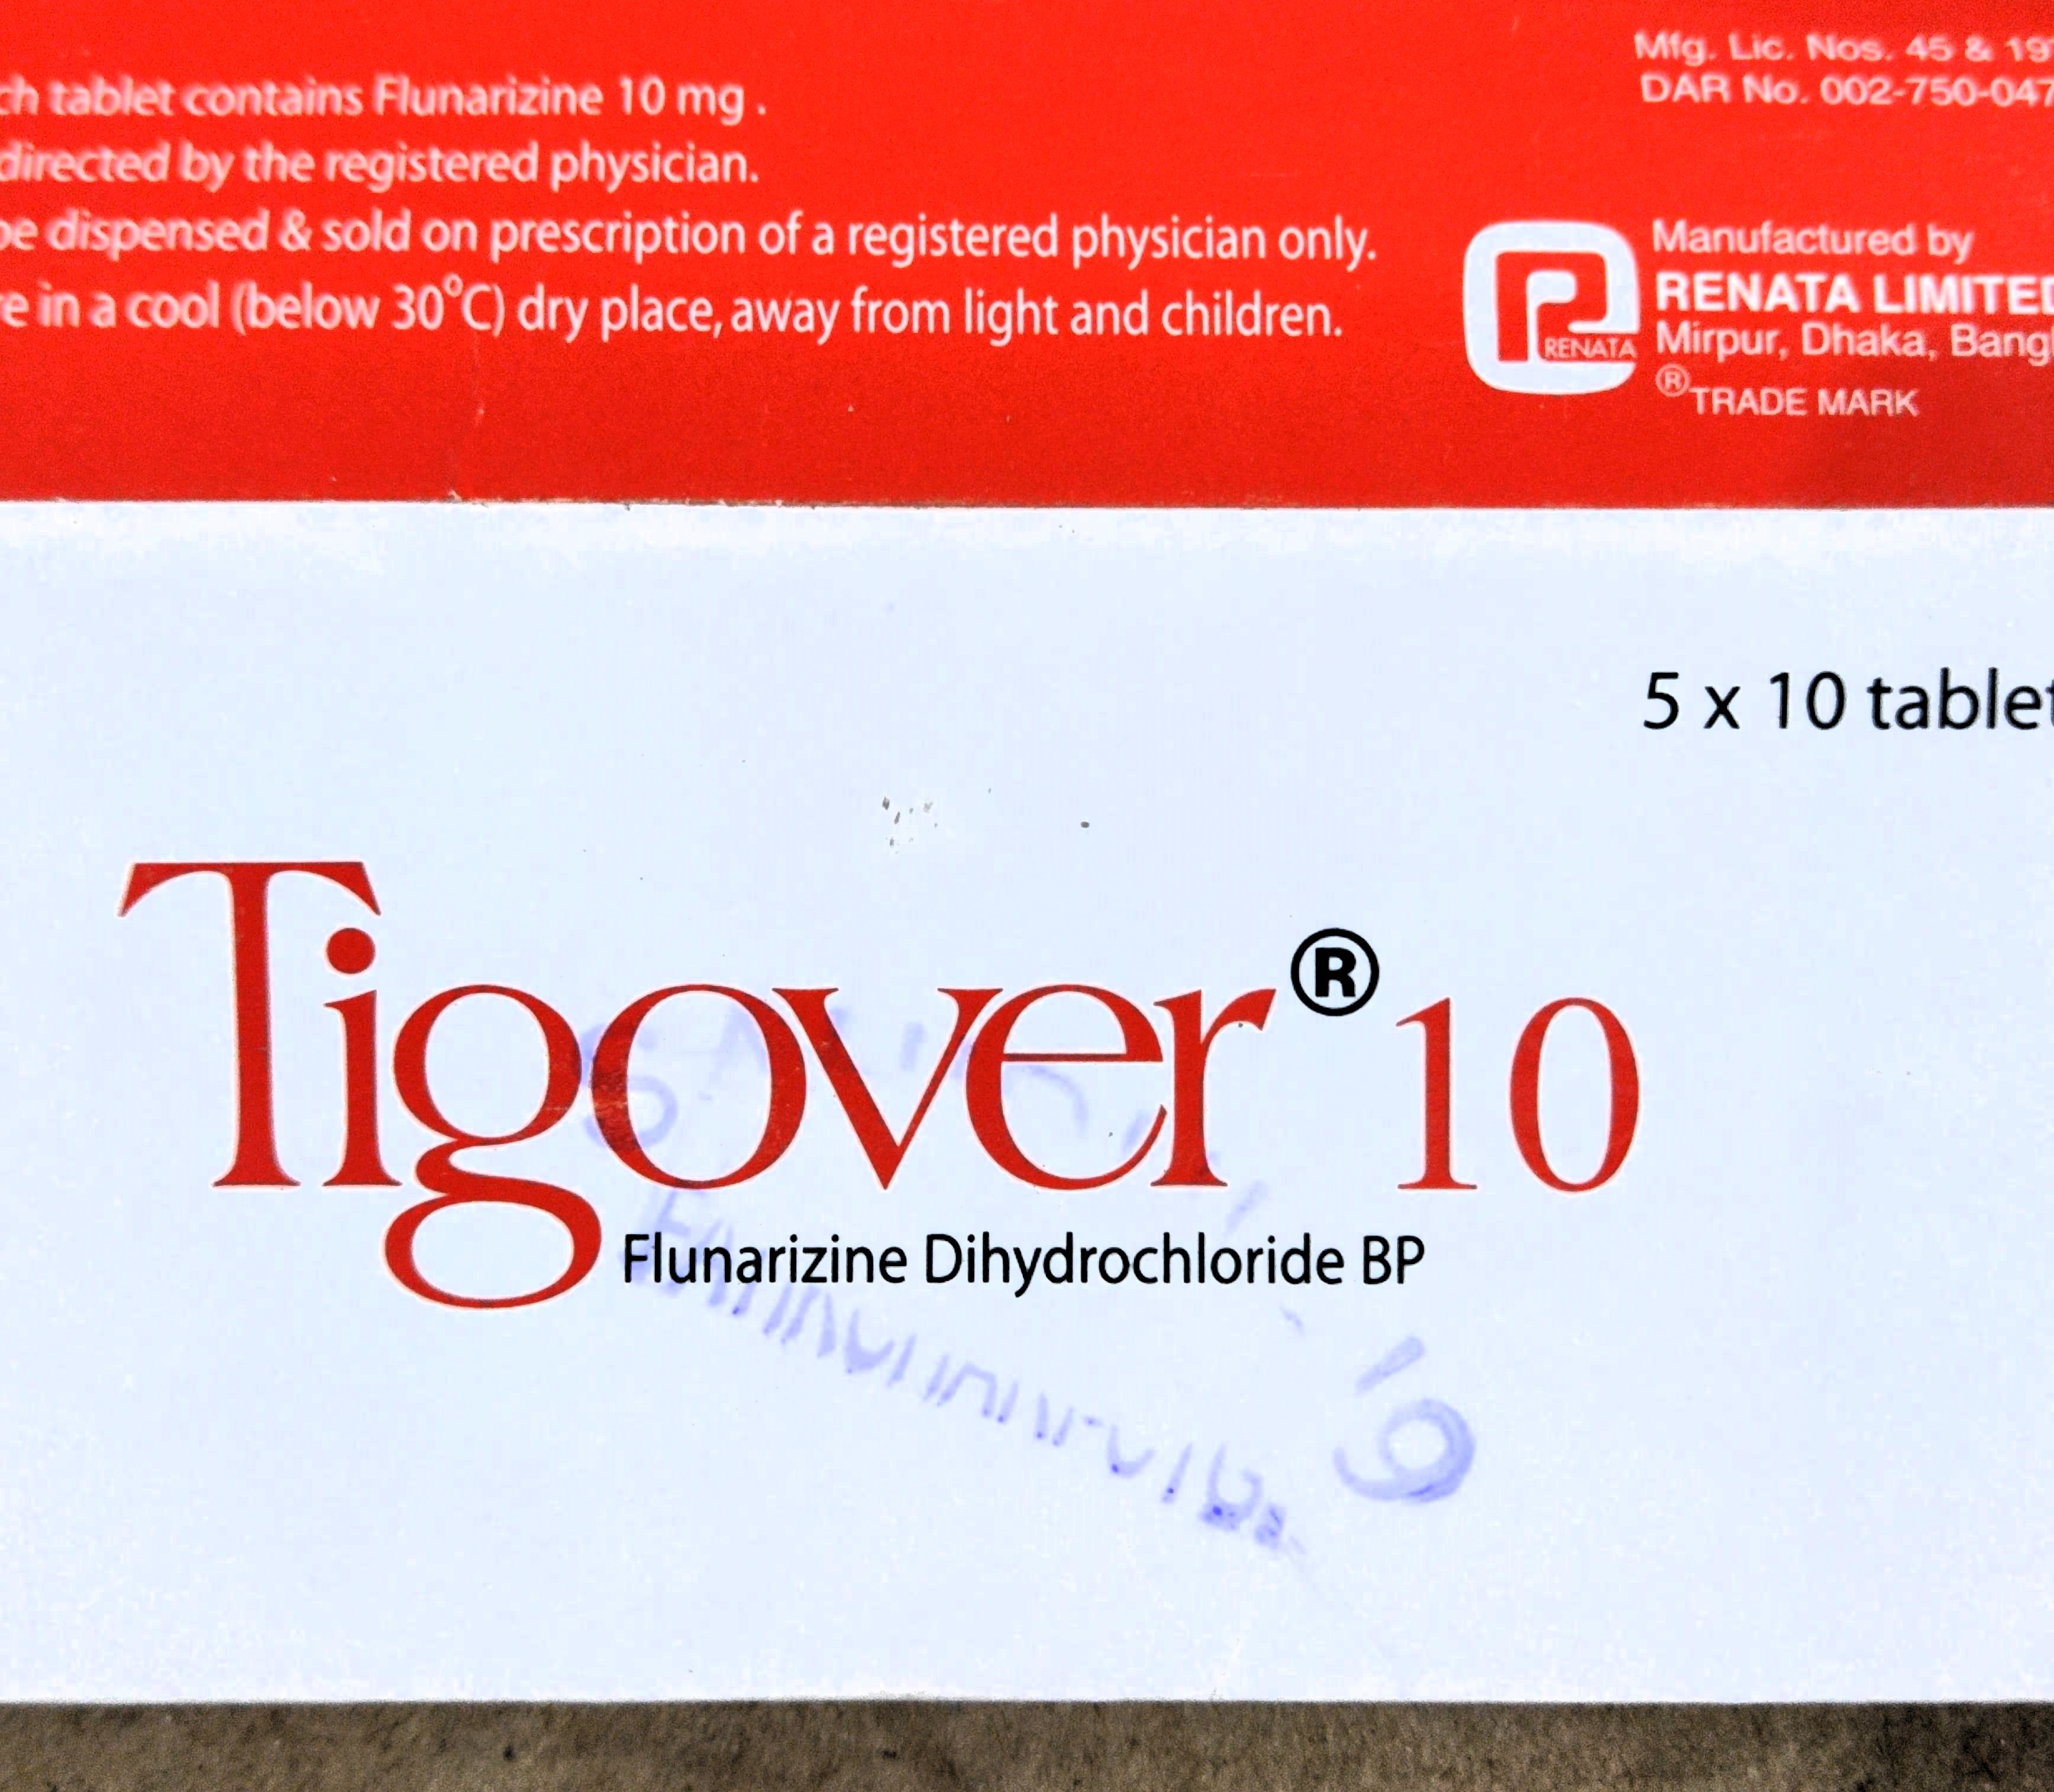 ch tablet contains Flunarizine 10 mg .
directed by the registered physician.
be dispensed & sold on prescription of a registered physician only.
re in a cool (below 30°C) dry place, away from light and children.
Mfg. Lic. Nos. 45 & 19
DAR No. 002-750-047
RENATA
Manufactured by
RENATA LIMITED
Mirpur, Dhaka, Bangl
® TRADE MARK
5 x 10 tablet
Tigover® 10
Flunarizine Dihydrochloride BP